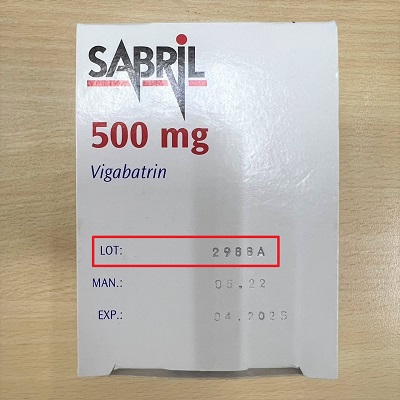 SABRIL
500 mg
Vigabatrin
LOT: 2988A
MAN.: 05.22
EXP.: 04.2025